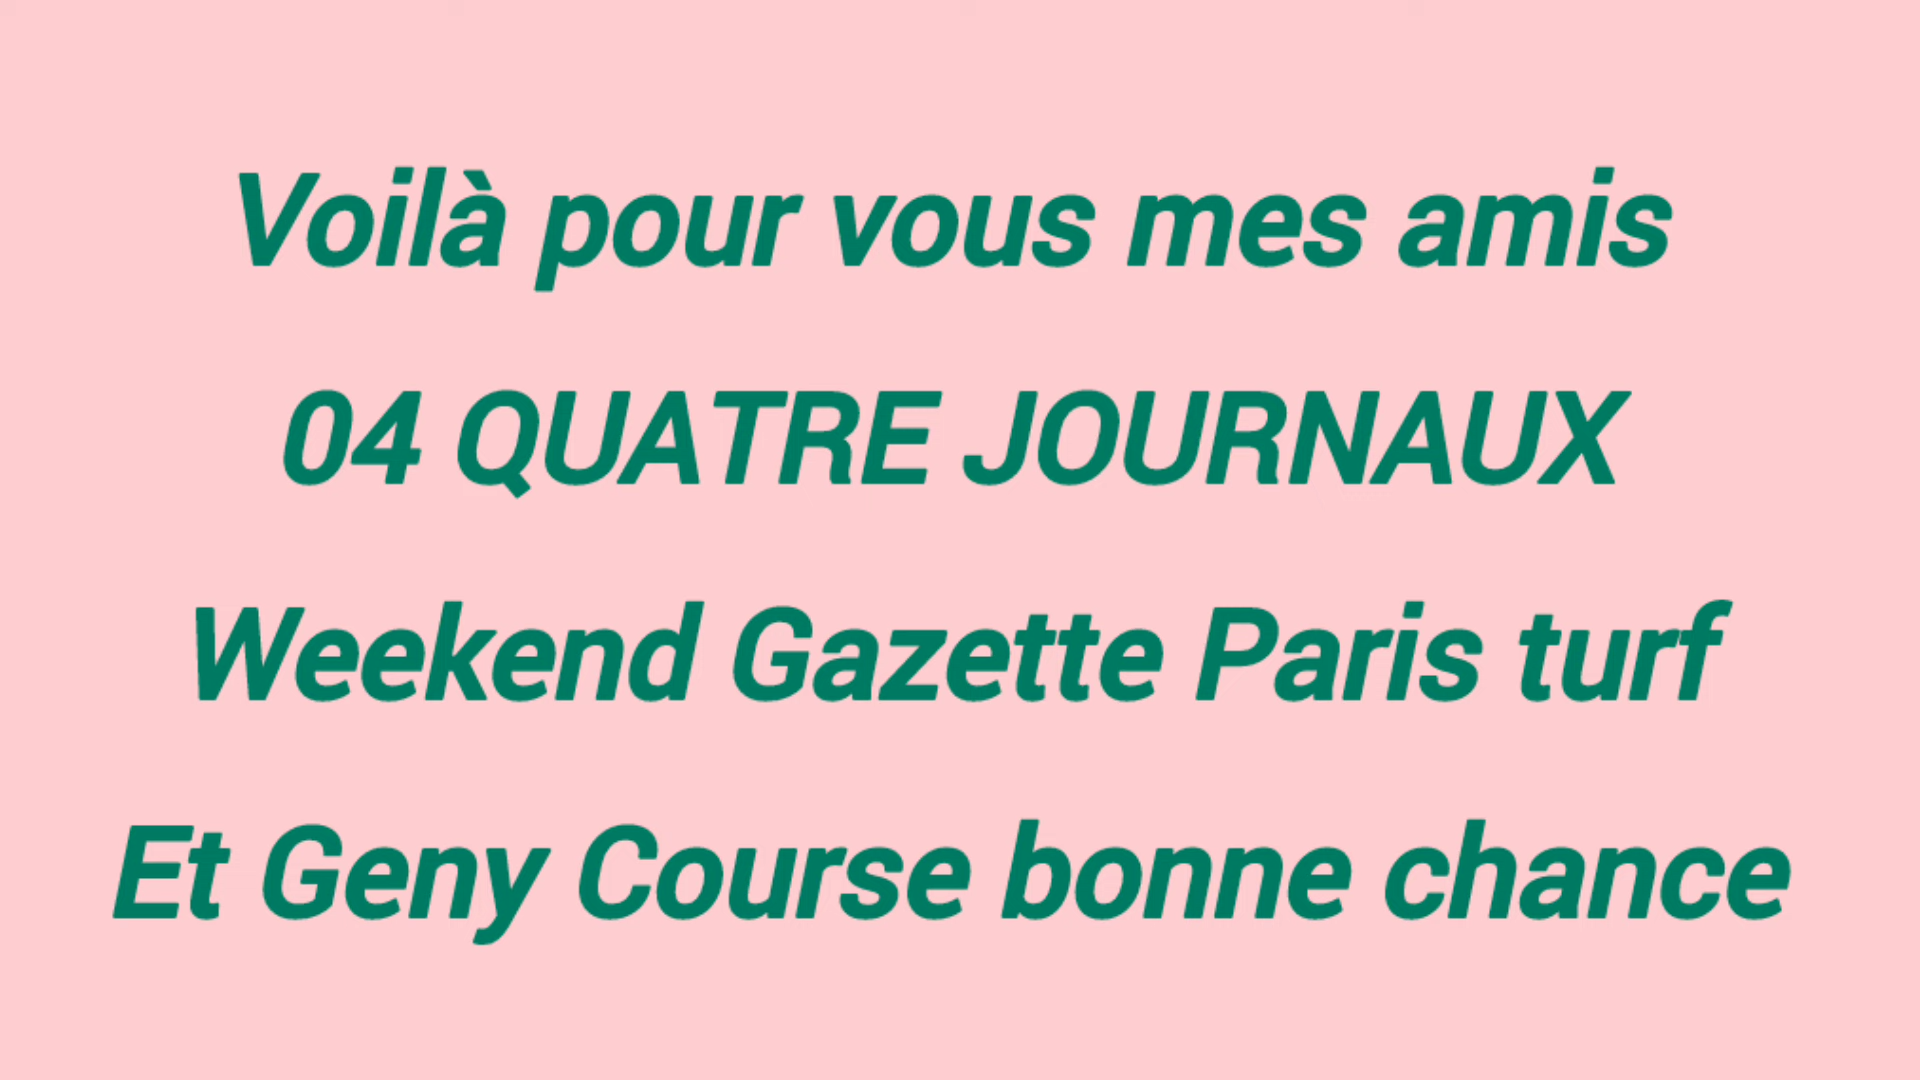 Voilà pour vous mes amis
04 QUATRE JOURNAUX
Weekend Gazette Paris turf
Et Geny Course bonne chance